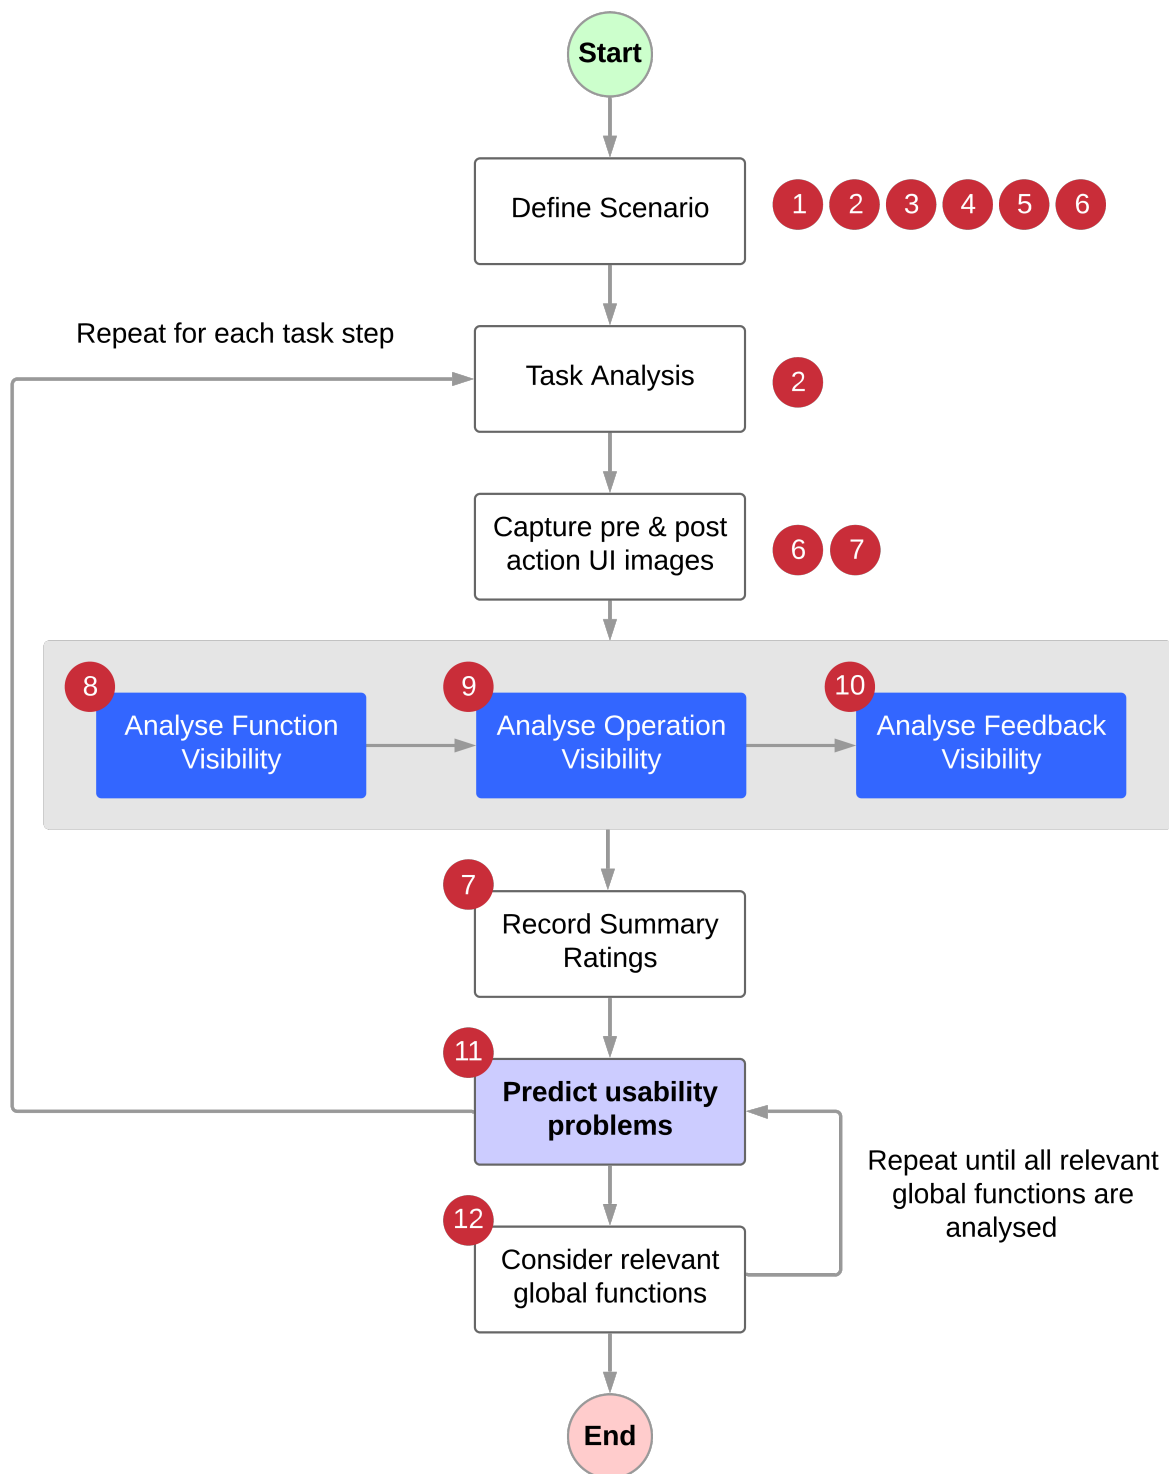 Start
Define Scenario
1 2 3 4 5 6
Repeat for each task step
Task Analysis
2
Capture pre & post
action UI images
6 7
8
Analyse Function
Visibility
9
Analyse Operation
Visibility
10
Analyse Feedback
Visibility
7
Record Summary
Ratings
11
Predict usability
problems
Repeat until all relevant
global functions are
analysed
12
Consider relevant
global functions
End